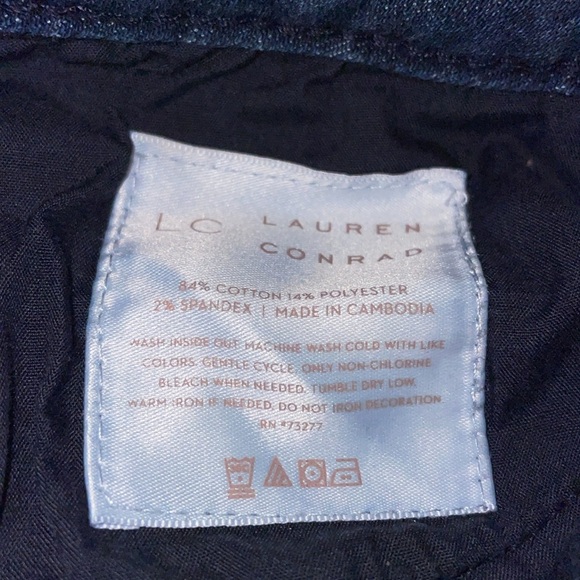 LC LAUREN
CONRAD
84% COTTON 14% POLYESTER
2% SPANDEX | MADE IN CAMBODIA
WASH INSIDE OUT. MACHINE WASH COLD WITH LIKE
COLORS. GENTLE CYCLE. ONLY NON-CHLORINE
BLEACH WHEN NEEDED. TUMBLE DRY LOW.
WARM IRON IF NEEDED. DO NOT IRON DECORATION
RN #73277